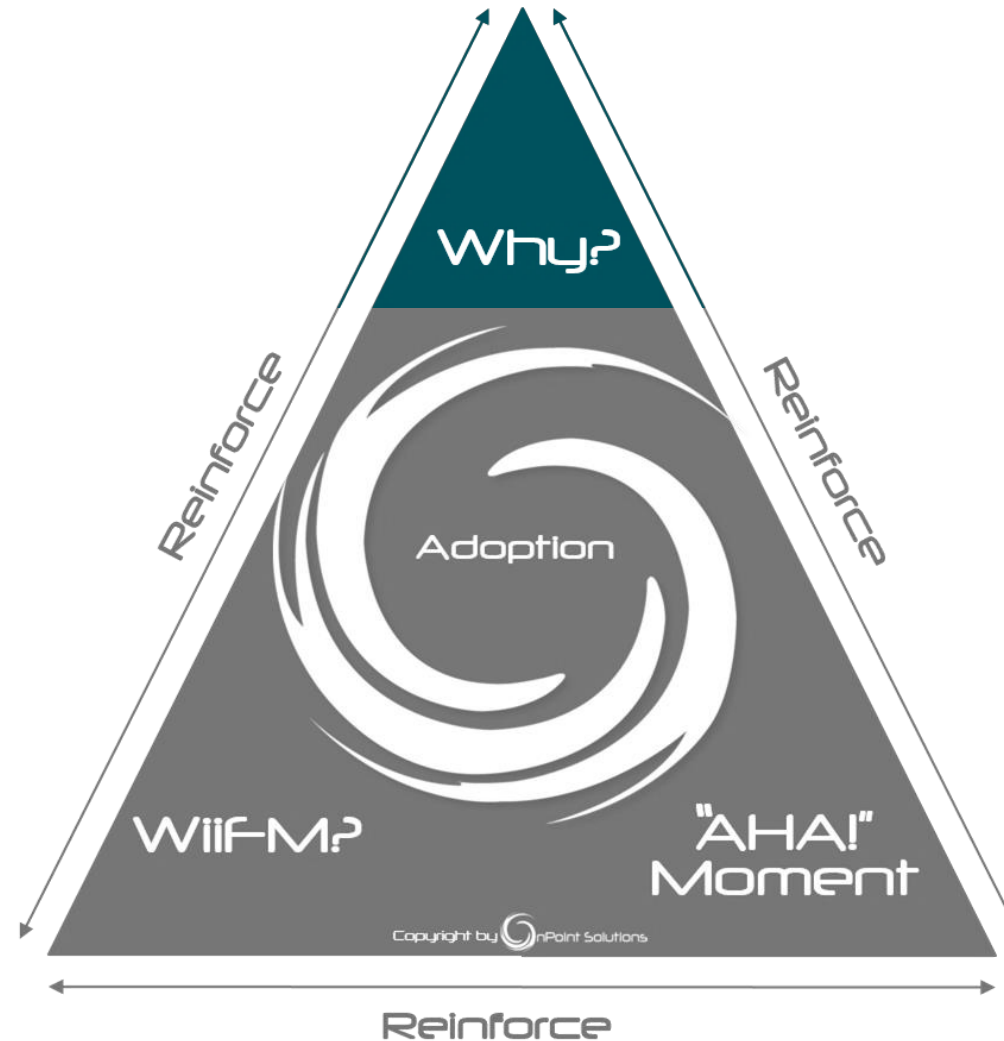 Why?
Reinforce
Reinforce
Adoption
WiiFM?
"AHA!"
Moment
Copyright by OnPoint Solutions
Reinforce